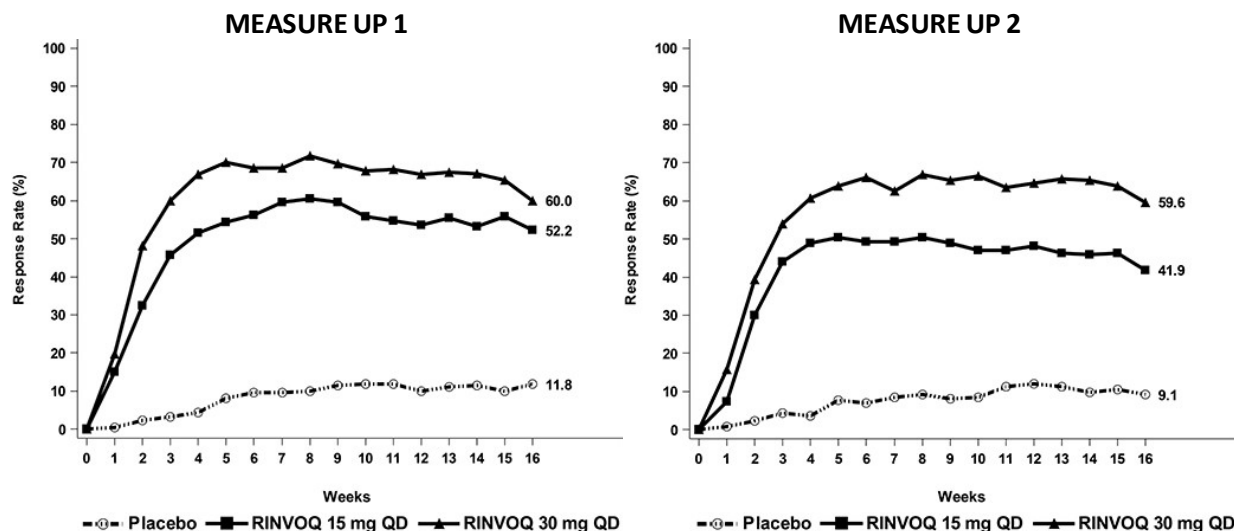 MEASURE UP 1
100
90
80
70
60
50
40
30
20
10
0
Response Rate (%)
60.0
52.2
11.8
0 1 2 3 4 5 6 7 8 9 10 11 12 13 14 15 16
Weeks
Placebo RINVOQ 15 mg QD RINVOQ 30 mg QD
MEASURE UP 2
100
90
80
70
60
50
40
30
20
10
0
Response Rate (%)
59.6
41.9
9.1
0 1 2 3 4 5 6 7 8 9 10 11 12 13 14 15 16
Weeks
Placebo RINVOQ 15 mg QD RINVOQ 30 mg QD